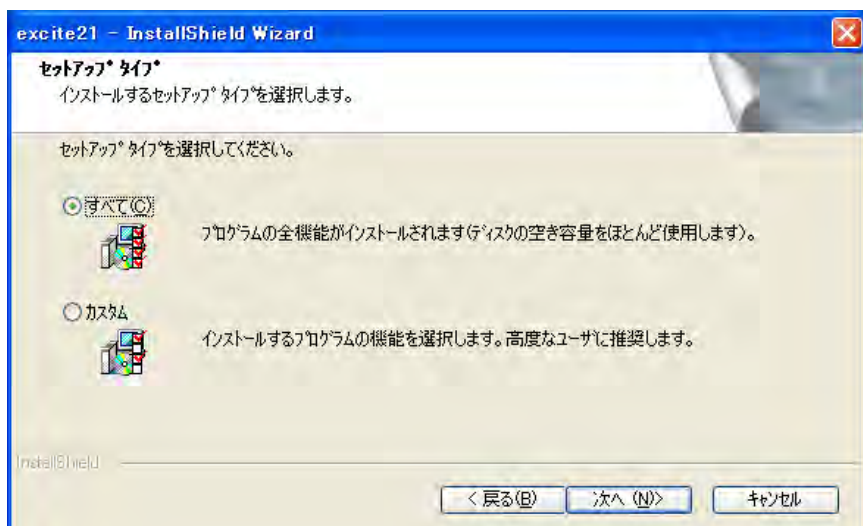 excite21 - InstallShield Wizard
セットアップ タイプ
インストールするセットアップ タイプを選択します。
セットアップ タイプを選択してください。
すべて(C)
プログラムの全機能がインストールされます(ディスクの空き容量をほとんど使用します)。
カスタム
インストールするプログラムの機能を選択します。高度なユーザに推奨します。
InstallShield
< 戻る(B) 次へ (N)> キャンセル